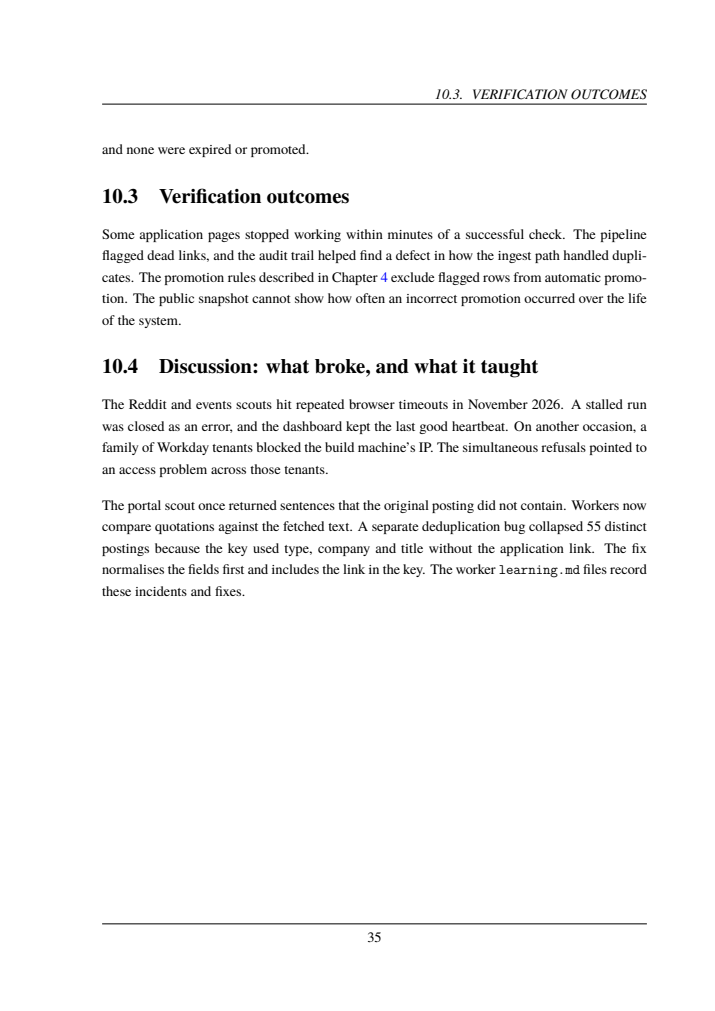 10.3. VERIFICATION OUTCOMES
and none were expired or promoted.
10.3 Verification outcomes
Some application pages stopped working within minutes of a successful check. The pipeline
flagged dead links, and the audit trail helped find a defect in how the ingest path handled dupli-
cates. The promotion rules described in Chapter 4 exclude flagged rows from automatic promo-
tion. The public snapshot cannot show how often an incorrect promotion occurred over the life
of the system.
10.4 Discussion: what broke, and what it taught
The Reddit and events scouts hit repeated browser timeouts in November 2026. A stalled run
was closed as an error, and the dashboard kept the last good heartbeat. On another occasion, a
family of Workday tenants blocked the build machine's IP. The simultaneous refusals pointed to
an access problem across those tenants.
The portal scout once returned sentences that the original posting did not contain. Workers now
compare quotations against the fetched text. A separate deduplication bug collapsed 55 distinct
postings because the key used type, company and title without the application link. The fix
normalises the fields first and includes the link in the key. The worker learning.md files record
these incidents and fixes.
35